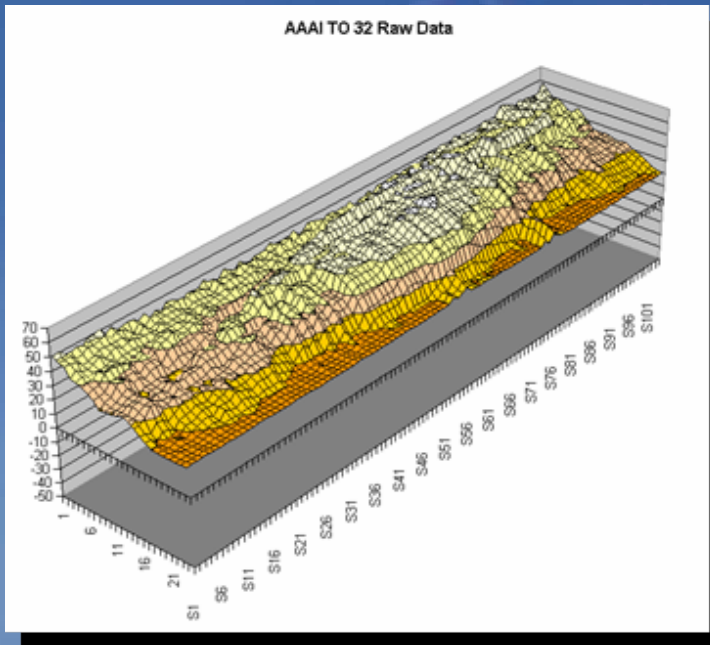 AAAI TO 32 Raw Data
70
60
50
40
30
20
10
0
-10
-20
-30
-40
-50
1
6
11
16
21
S1
S6
S11
S16
S21
S26
S31
S36
S41
S46
S51
S56
S61
S66
S71
S76
S81
S86
S91
S96
S101